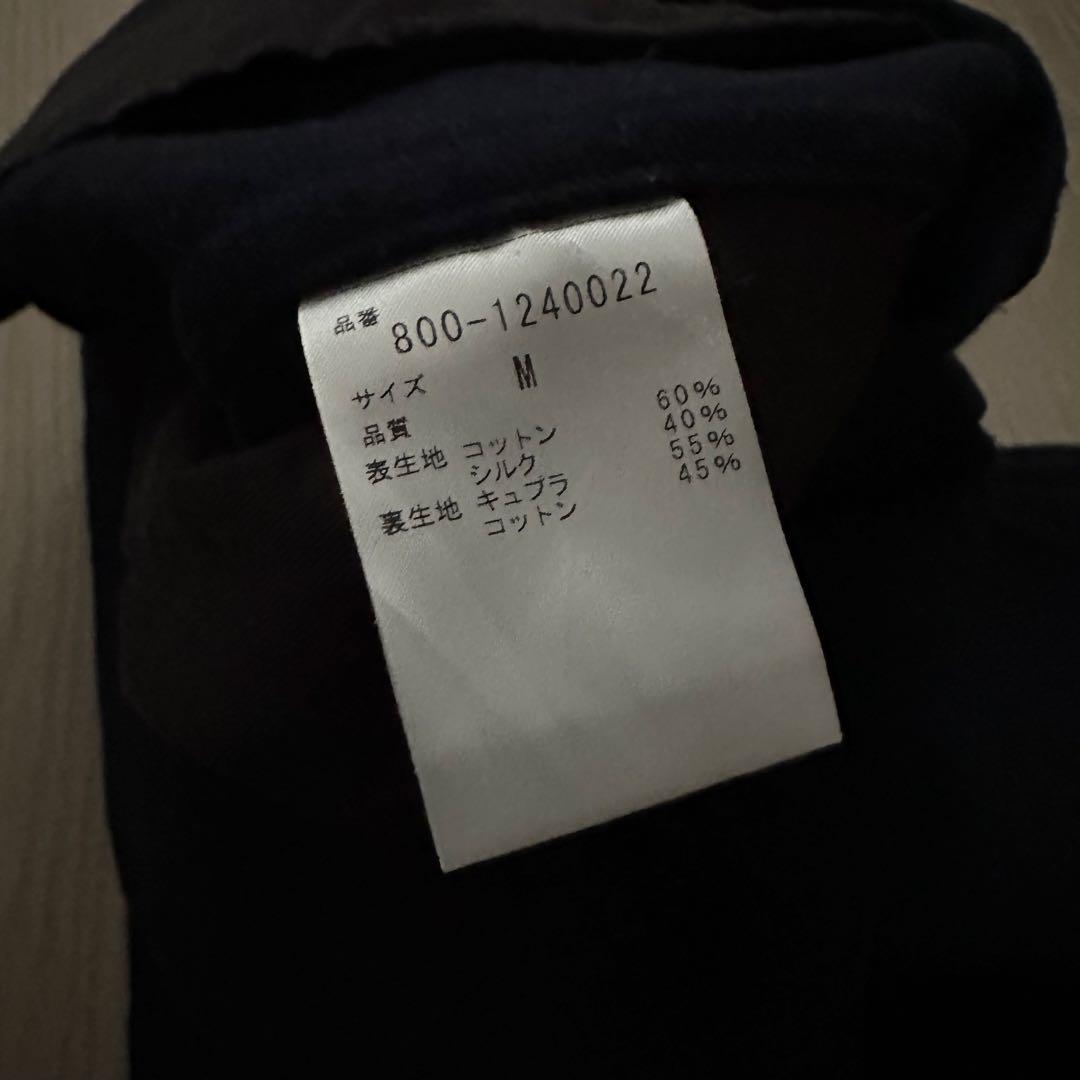 品番 800-1240022
サイズ M
品質
表生地 コットン 60%
シルク 40%
裏生地 キュプラ 55%
コットン 45%